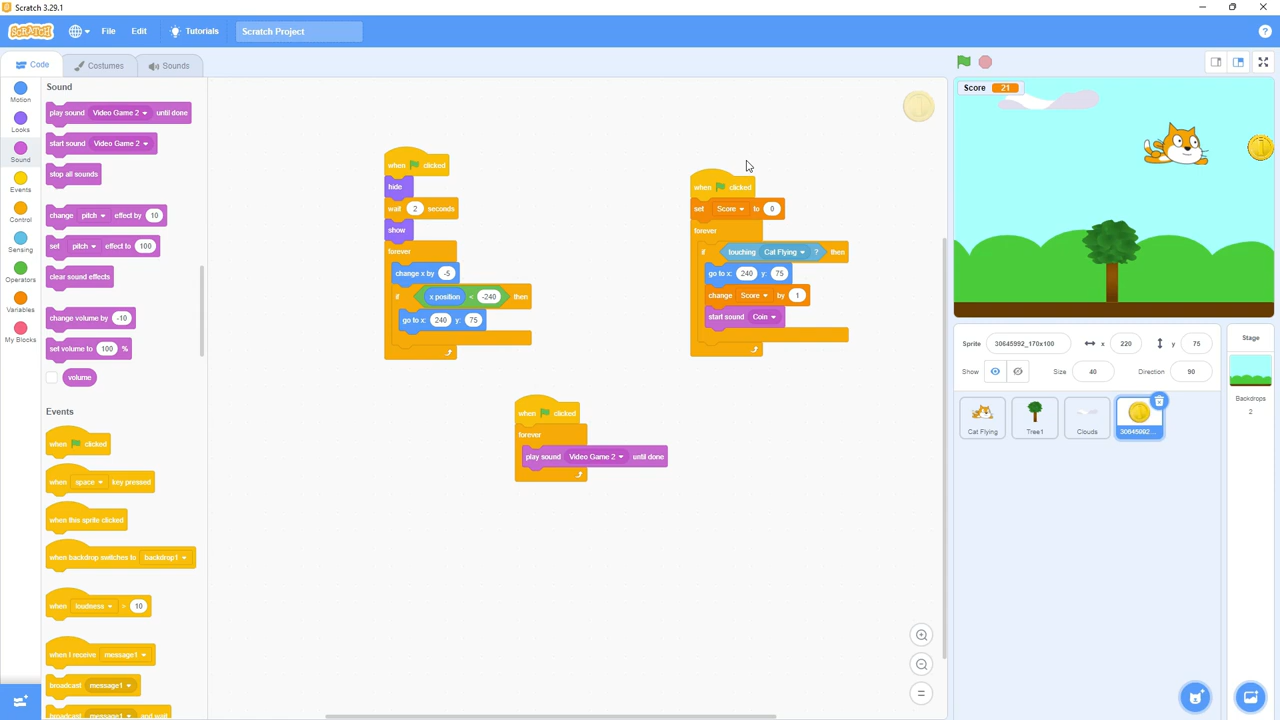 Scratch 3.29.1
SCRATCH
File
Edit
Tutorials
Scratch Project
Code
Costumes
Sounds
Motion
Looks
Sound
Events
Control
Sensing
Operators
Variables
My Blocks
Sound
play sound Video Game 2 until done
start sound Video Game 2
stop all sounds
change pitch effect by 10
set pitch effect to 100
clear sound effects
change volume by -10
set volume to 100 %
volume
Events
when clicked
when space key pressed
when this sprite clicked
when backdrop switches to backdrop1
when loudness > 10
when I receive message1
broadcast message1
broadcast message1 and wait
when clicked
hide
wait 2 seconds
show
forever
change x by -5
if x position < -240 then
go to x: 240 y: 75
when clicked
set Score to 0
forever
if touching Cat Flying ? then
go to x: 240 y: 75
change Score by 1
start sound Coin
when clicked
forever
play sound Video Game 2 until done
Score 21
Sprite 30645992_170x100 x 220 y 75
Show Size 40 Direction 90
Cat Flying
Tree1
Clouds
30645992...
Stage
Backdrops
2